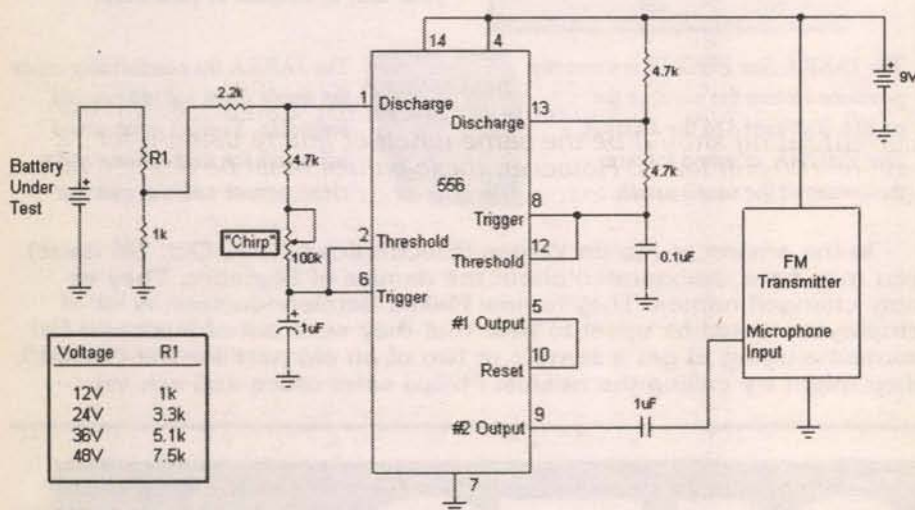 14 4
4.7k
9V
2.2k
1 Discharge 13
Discharge
R1
4.7k
4.7k
Battery
Under
Test
556
8
Trigger
"Chirp"
2 Threshold 12
Threshold
0.1uF
FM
Transmitter
1k
100k
6
Trigger
1uF
5
#1 Output
Microphone
Input
10
Reset
Voltage R1
12V 1k
24V 3.3k
36V 5.1k
48V 7.5k
9
#2 Output
1uF
7